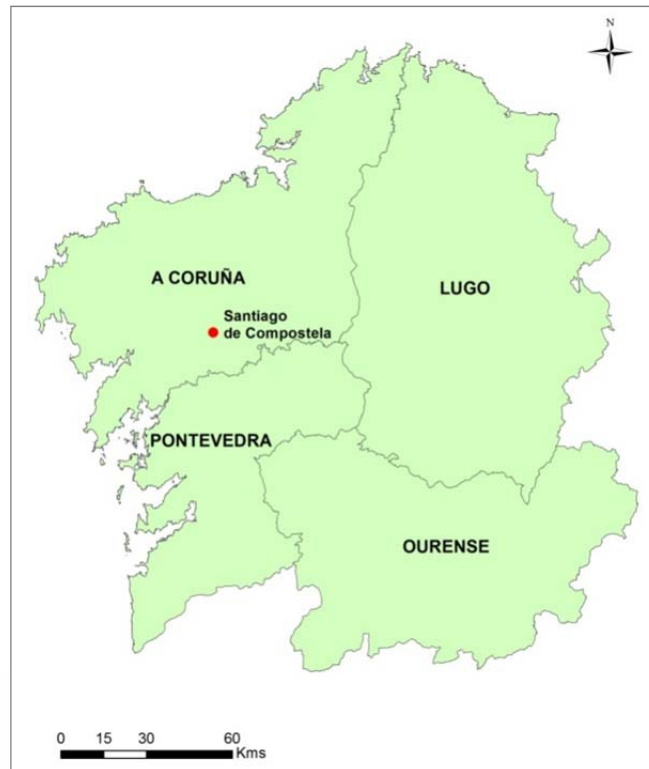 N
A CORUÑA
LUGO
Santiago
de Compostela
PONTEVEDRA
OURENSE
0 15 30 60
Kms